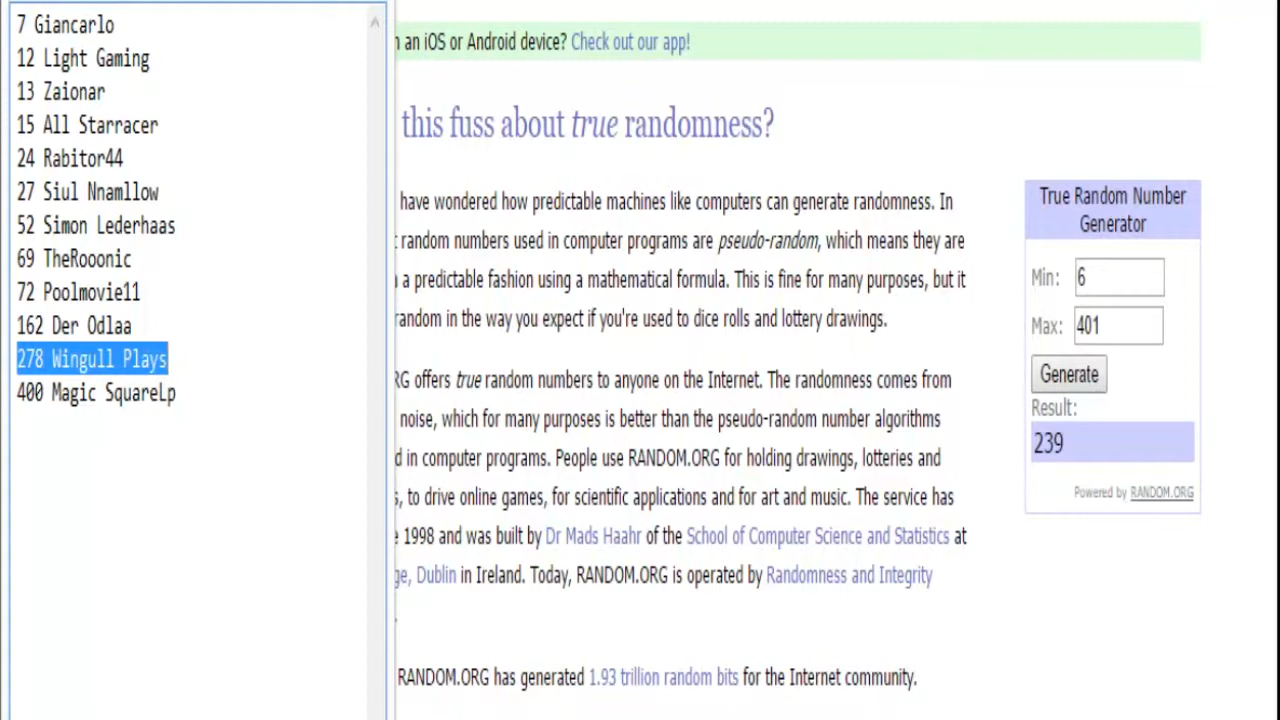 7 Giancarlo
12 Light Gaming
13 Zaionar
15 All Starracer
24 Rabitor44
27 Siul Nnamllow
52 Simon Lederhaas
69 TheRooonic
72 Poolmovie11
162 Der Odlaa
278 Wingull Plays
400 Magic SquareLp
an iOS or Android device? Check out our app!
this fuss about true randomness?
have wondered how predictable machines like computers can generate randomness. In
random numbers used in computer programs are pseudo-random, which means they are
a predictable fashion using a mathematical formula. This is fine for many purposes, but it
random in the way you expect if you're used to dice rolls and lottery drawings.
RG offers true random numbers to anyone on the Internet. The randomness comes from
noise, which for many purposes is better than the pseudo-random number algorithms
d in computer programs. People use RANDOM.ORG for holding drawings, lotteries and
s, to drive online games, for scientific applications and for art and music. The service has
e 1998 and was built by Dr Mads Haahr of the School of Computer Science and Statistics at
ge, Dublin in Ireland. Today, RANDOM.ORG is operated by Randomness and Integrity
.
RANDOM.ORG has generated 1.93 trillion random bits for the Internet community.
True Random Number
Generator
Min: 6
Max: 401
Generate
Result:
239
Powered by RANDOM.ORG